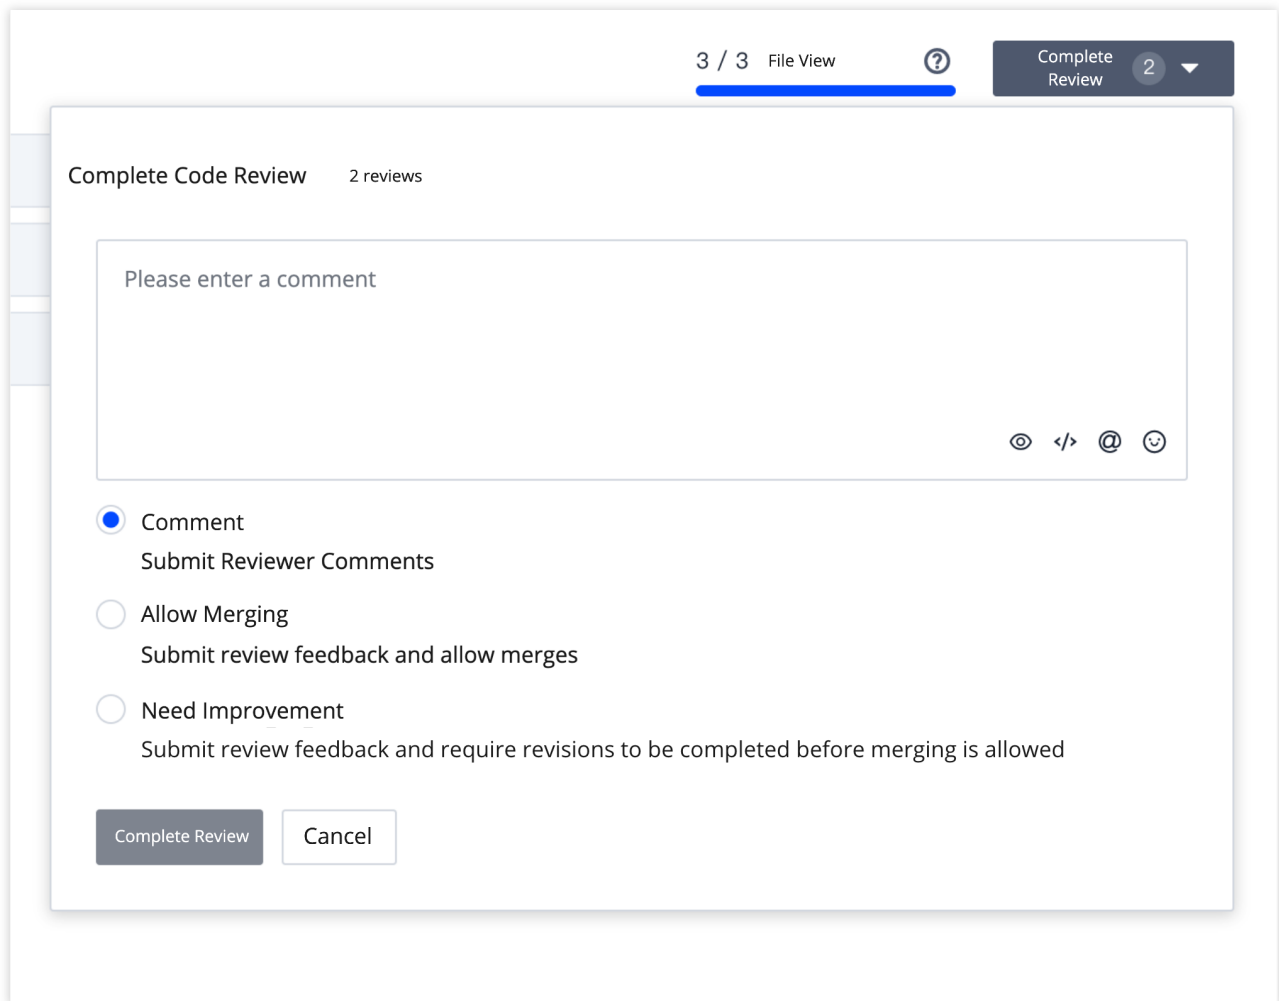 3 / 3 File View
Complete
Review
2
Complete Code Review 2 reviews
Please enter a comment
Comment
Submit Reviewer Comments
Allow Merging
Submit review feedback and allow merges
Need Improvement
Submit review feedback and require revisions to be completed before merging is allowed
Complete Review Cancel